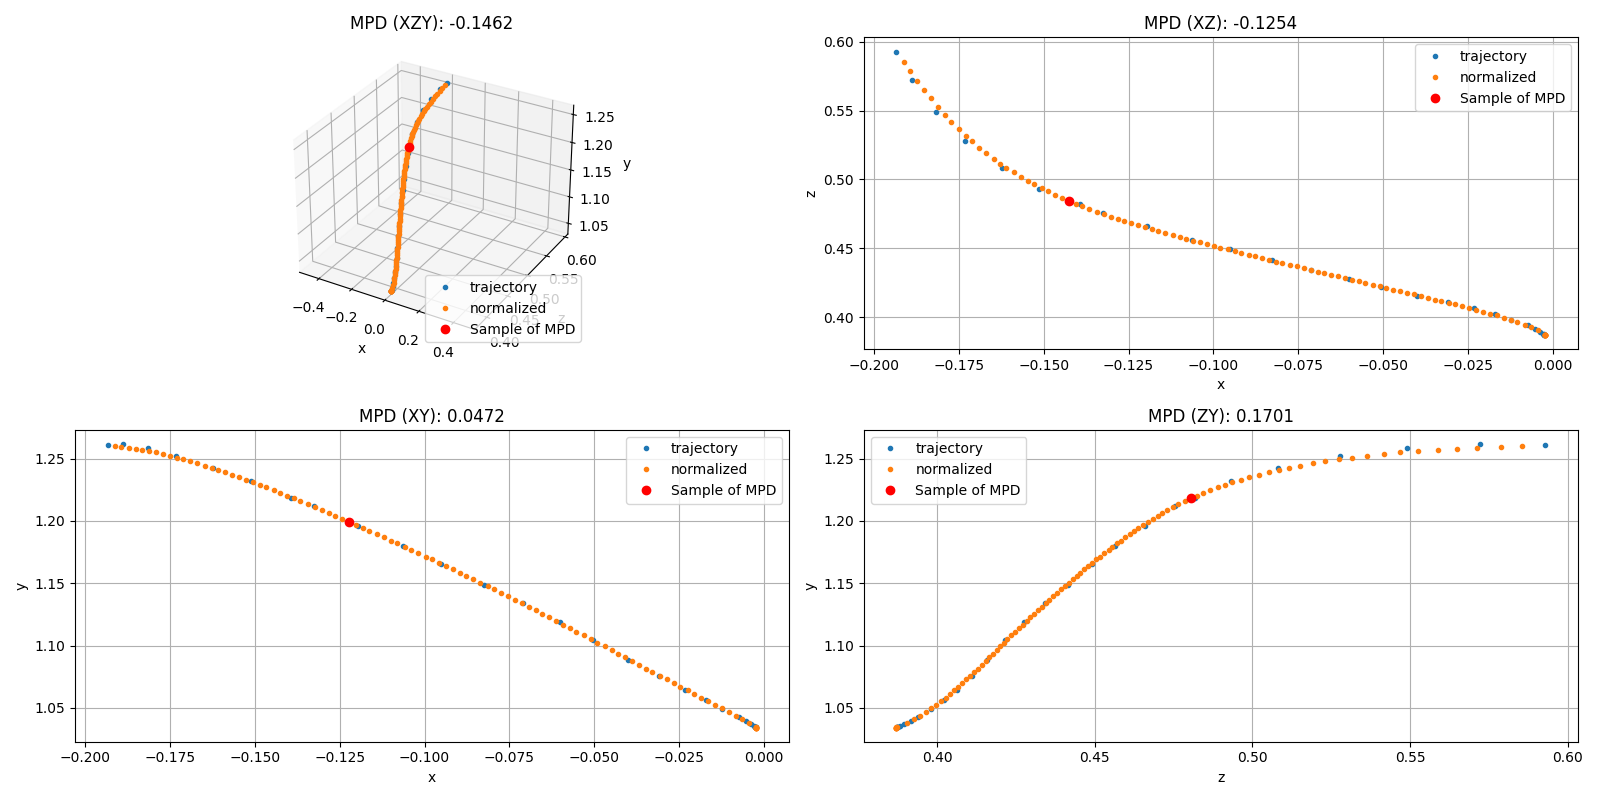 MPD (XZY): -0.1462
1.25
1.20
1.15
1.10
1.05
y
0.60
0.55
0.50
0.45
0.40
z
−0.4
−0.2
0.0
0.2
0.4
x
trajectory
normalized
Sample of MPD
MPD (XZ): -0.1254
0.60
0.55
0.50
0.45
0.40
z
trajectory
normalized
Sample of MPD
−0.200
−0.175
−0.150
−0.125
−0.100
−0.075
−0.050
−0.025
0.000
x
MPD (XY): 0.0472
1.25
1.20
1.15
1.10
1.05
y
trajectory
normalized
Sample of MPD
−0.200
−0.175
−0.150
−0.125
−0.100
−0.075
−0.050
−0.025
0.000
x
MPD (ZY): 0.1701
1.25
1.20
1.15
1.10
1.05
y
trajectory
normalized
Sample of MPD
0.40
0.45
0.50
0.55
0.60
z